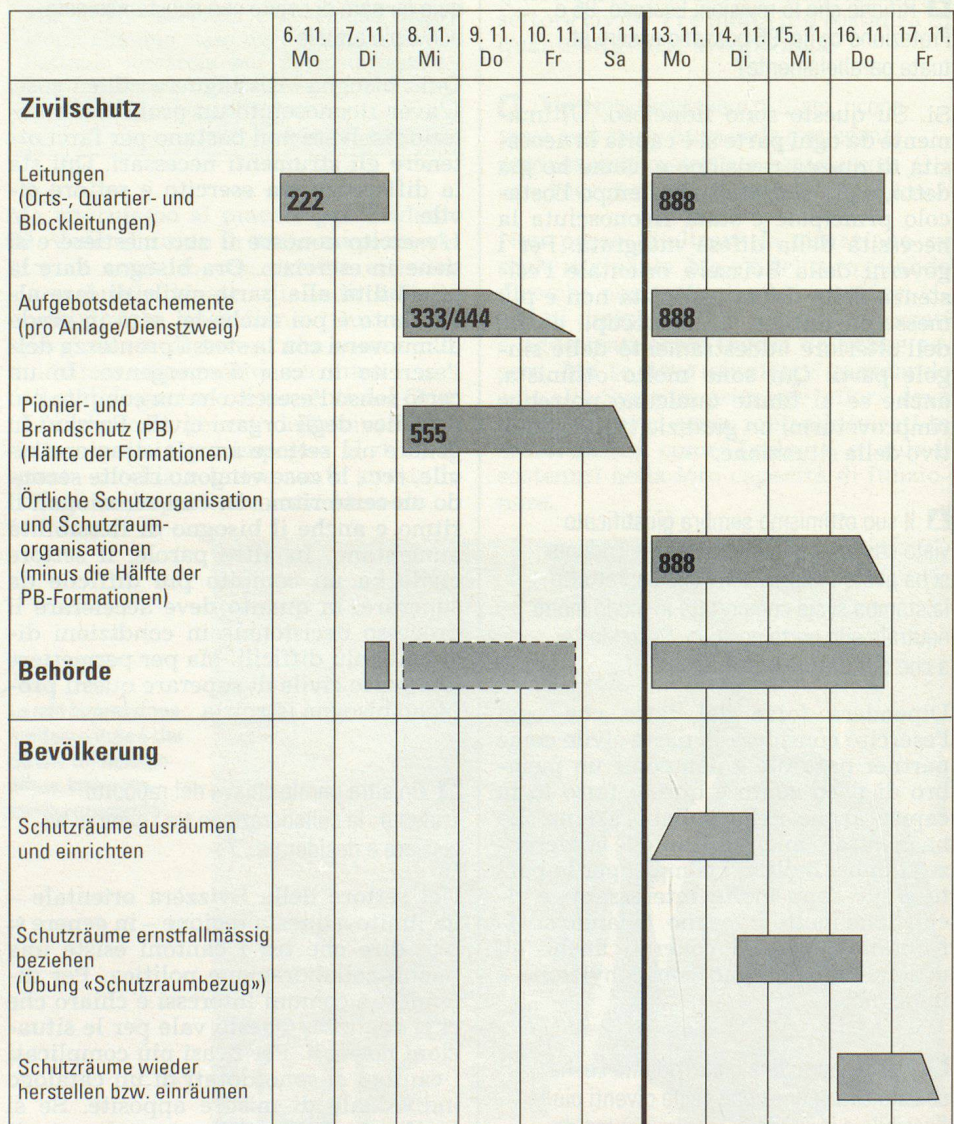 6. 11. 7. 11. 8. 11. 9. 11. 10. 11. 11. 11. 13. 11. 14. 11. 15. 11. 16. 11. 17. 11.
Mo Di Mi Do Fr Sa Mo Di Mi Do Fr
Zivilschutz
Leitungen
(Orts-, Quartier- und
Blockleitungen)
222 888
Aufgebotsdetachemente
(pro Anlage/Dienstzweig)
333/444 888
Pionier- und
Brandschutz (PB)
(Hälfte der Formationen)
555
Örtliche Schutzorganisation
und Schutzraum-
organisationen
(minus die Hälfte der
PB-Formationen)
888
Behörde
Bevölkerung
Schutzräume ausräumen
und einrichten
Schutzräume ernstfallmässig
beziehen
(Übung «Schutzraumbezug»)
Schutzräume wieder
herstellen bzw. einräumen